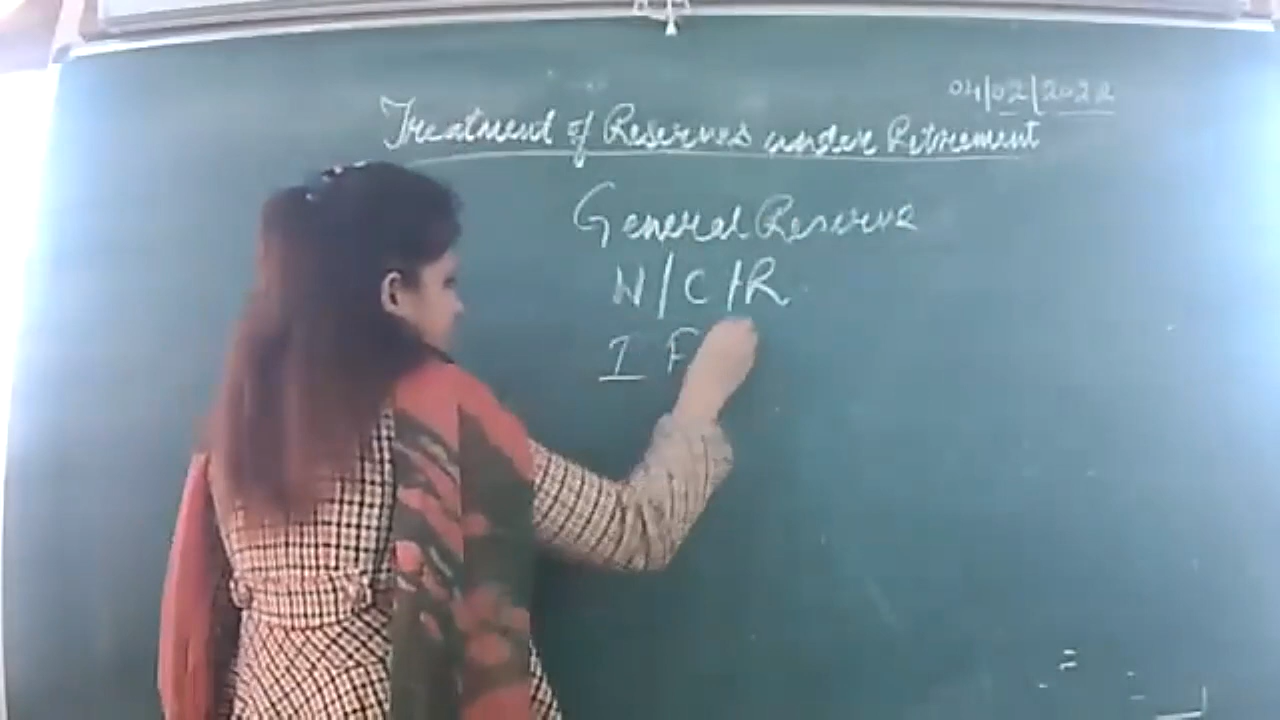 04/02/2022
Treatment of Reserves under Retirement
General Reserve
N/C/R
I F